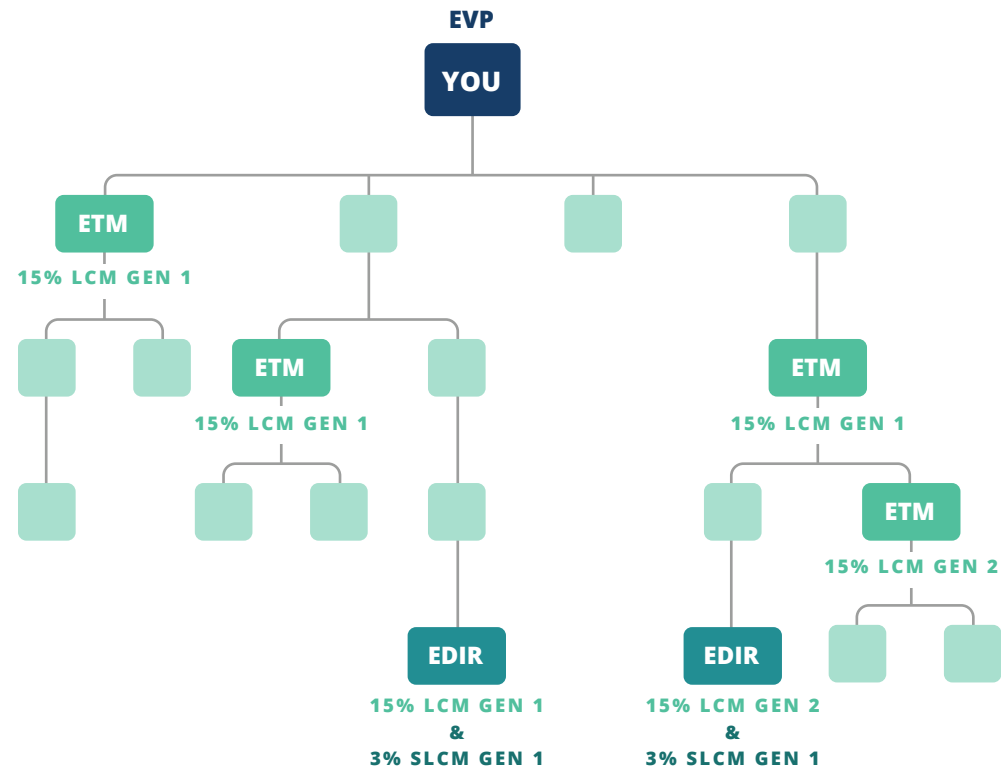 EVP
YOU
ETM
15% LCM GEN 1
ETM
15% LCM GEN 1
ETM
15% LCM GEN 1
ETM
15% LCM GEN 2
EDIR
15% LCM GEN 1
&
3% SLCM GEN 1
EDIR
15% LCM GEN 2
&
3% SLCM GEN 1